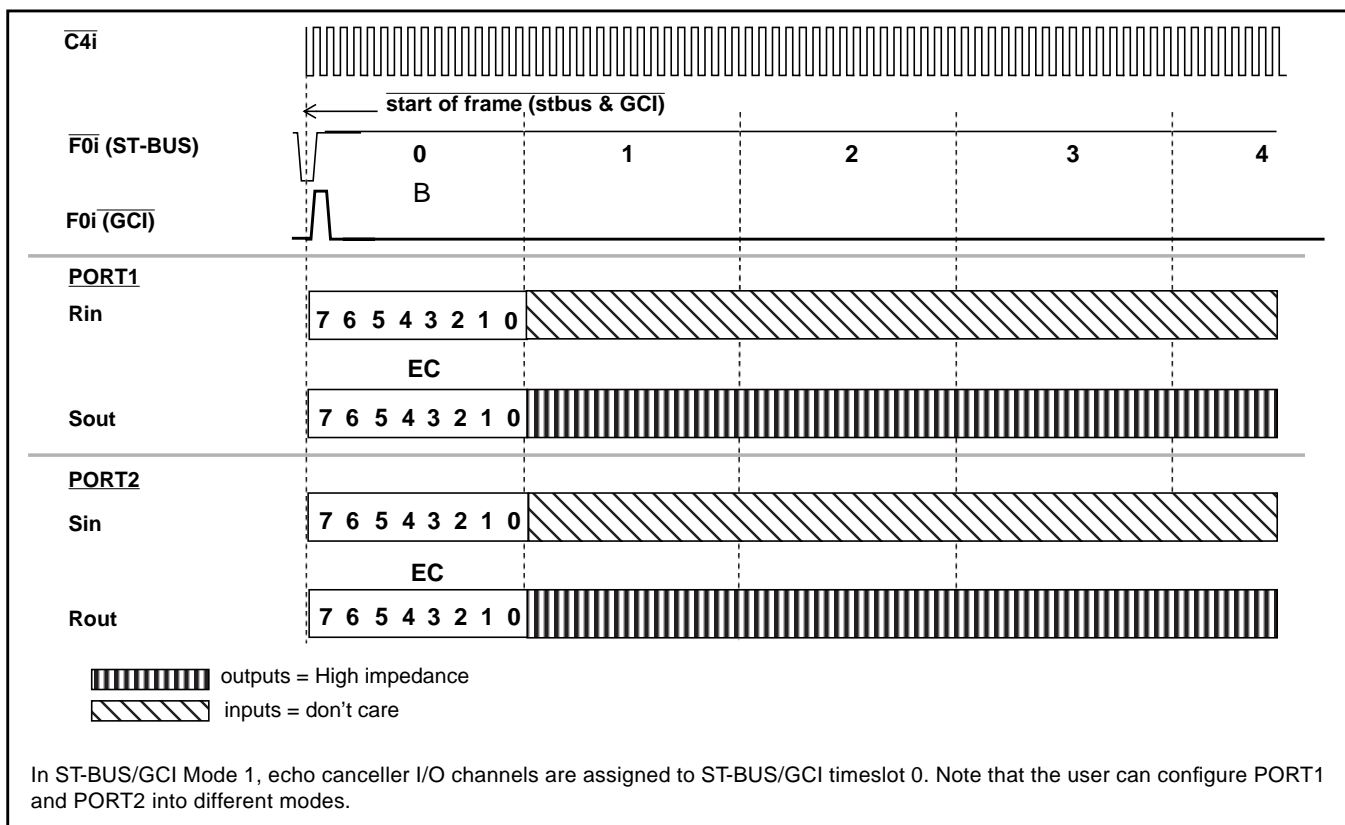 C4i
start of frame (stbus & GCI)
F0i (ST-BUS)
0 1 2 3 4
B
F0i (GCI)
PORT1
Rin
7 6 5 4 3 2 1 0
EC
Sout
7 6 5 4 3 2 1 0
PORT2
Sin
7 6 5 4 3 2 1 0
EC
Rout
7 6 5 4 3 2 1 0
outputs = High impedance
inputs = don't care
In ST-BUS/GCI Mode 1, echo canceller I/O channels are assigned to ST-BUS/GCI timeslot 0. Note that the user can configure PORT1
and PORT2 into different modes.